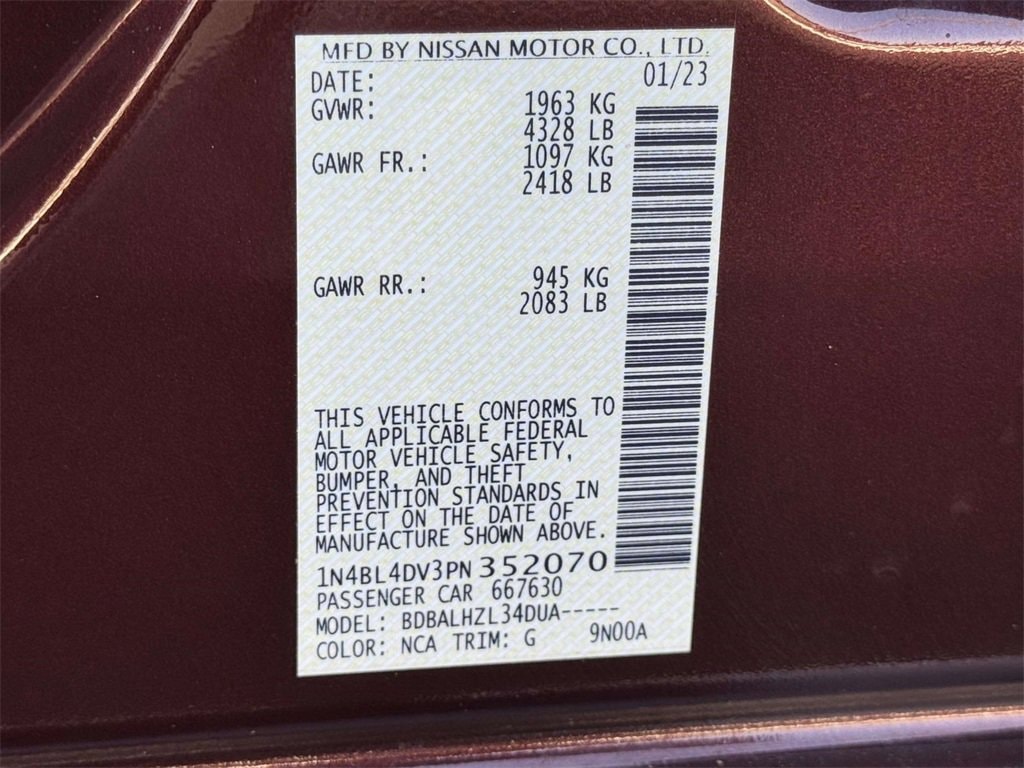 MFD BY NISSAN MOTOR CO., LTD.
DATE: 01/23
GVWR: 1963 KG
4328 LB
GAWR FR.: 1097 KG
2418 LB
GAWR RR.: 945 KG
2083 LB
THIS VEHICLE CONFORMS TO
ALL APPLICABLE FEDERAL
MOTOR VEHICLE SAFETY,
BUMPER, AND THEFT
PREVENTION STANDARDS IN
EFFECT ON THE DATE OF
MANUFACTURE SHOWN ABOVE.
1N4BL4DV3PN352070
PASSENGER CAR 667630
MODEL: BDBALHZL34DUA-----
COLOR: NCA TRIM: G 9N00A